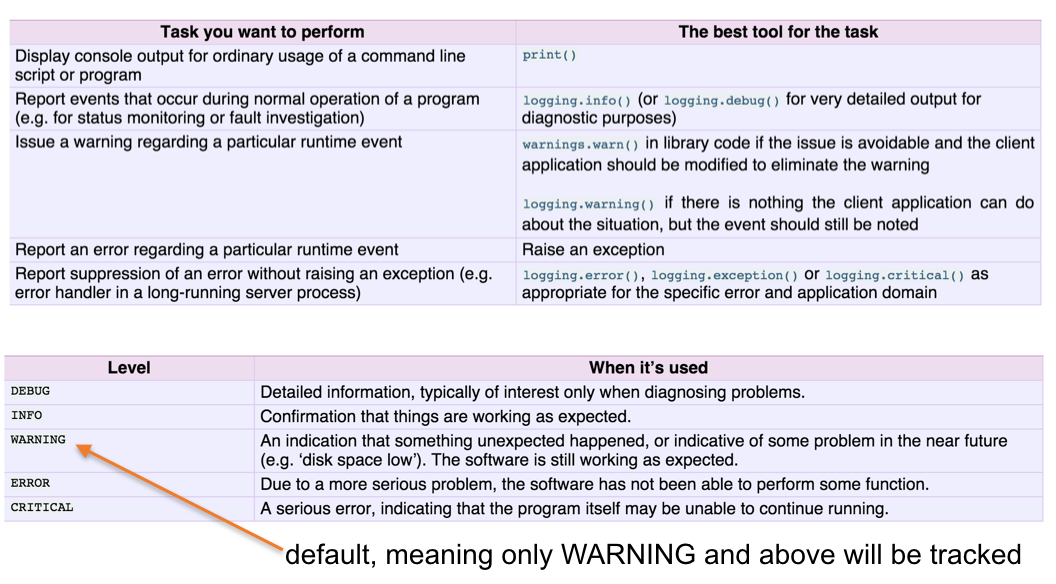 Task you want to perform
The best tool for the task
Display console output for ordinary usage of a command line
script or program
print()
Report events that occur during normal operation of a program
(e.g. for status monitoring or fault investigation)
logging.info() (or logging.debug() for very detailed output for
diagnostic purposes)
Issue a warning regarding a particular runtime event
warnings.warn() in library code if the issue is avoidable and the client
application should be modified to eliminate the warning
logging.warning() if there is nothing the client application can do
about the situation, but the event should still be noted
Report an error regarding a particular runtime event
Raise an exception
Report suppression of an error without raising an exception (e.g.
error handler in a long-running server process)
logging.error(), logging.exception() or logging.critical() as
appropriate for the specific error and application domain
Level
When it’s used
DEBUG
Detailed information, typically of interest only when diagnosing problems.
INFO
Confirmation that things are working as expected.
WARNING
An indication that something unexpected happened, or indicative of some problem in the near future
(e.g. ‘disk space low’). The software is still working as expected.
ERROR
Due to a more serious problem, the software has not been able to perform some function.
CRITICAL
A serious error, indicating that the program itself may be unable to continue running.
default, meaning only WARNING and above will be tracked